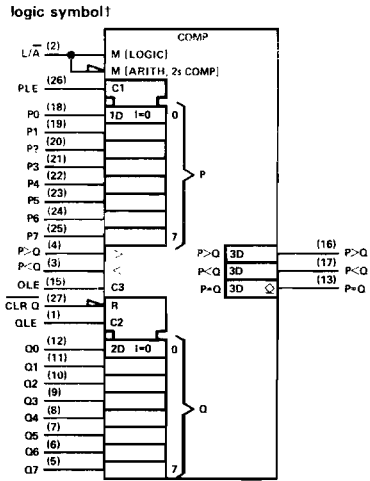 logic symbol†
COMP
L/A̅ (2) M (LOGIC)
M (ARITH, 2s COMP)
PLE (26) C1
P0 (18) 1D I=0 0
P1 (19)
P? (20)
P3 (21)
P4 (22)
P5 (23)
P6 (24)
P7 (25) 7
P
P>Q (4) >
P<Q (3) <
OLE (15) C3
P>Q 3D (16) P>Q
P<Q 3D (17) P<Q
P=Q 3D (13) P=Q
C̅L̅R̅ Q̅ (27) R
QLE (1) C2
Q0 (12) 2D I=0 0
Q1 (11)
Q2 (10)
Q3 (9)
Q4 (8)
Q5 (7)
Q6 (6)
Q7 (5) 7
Q